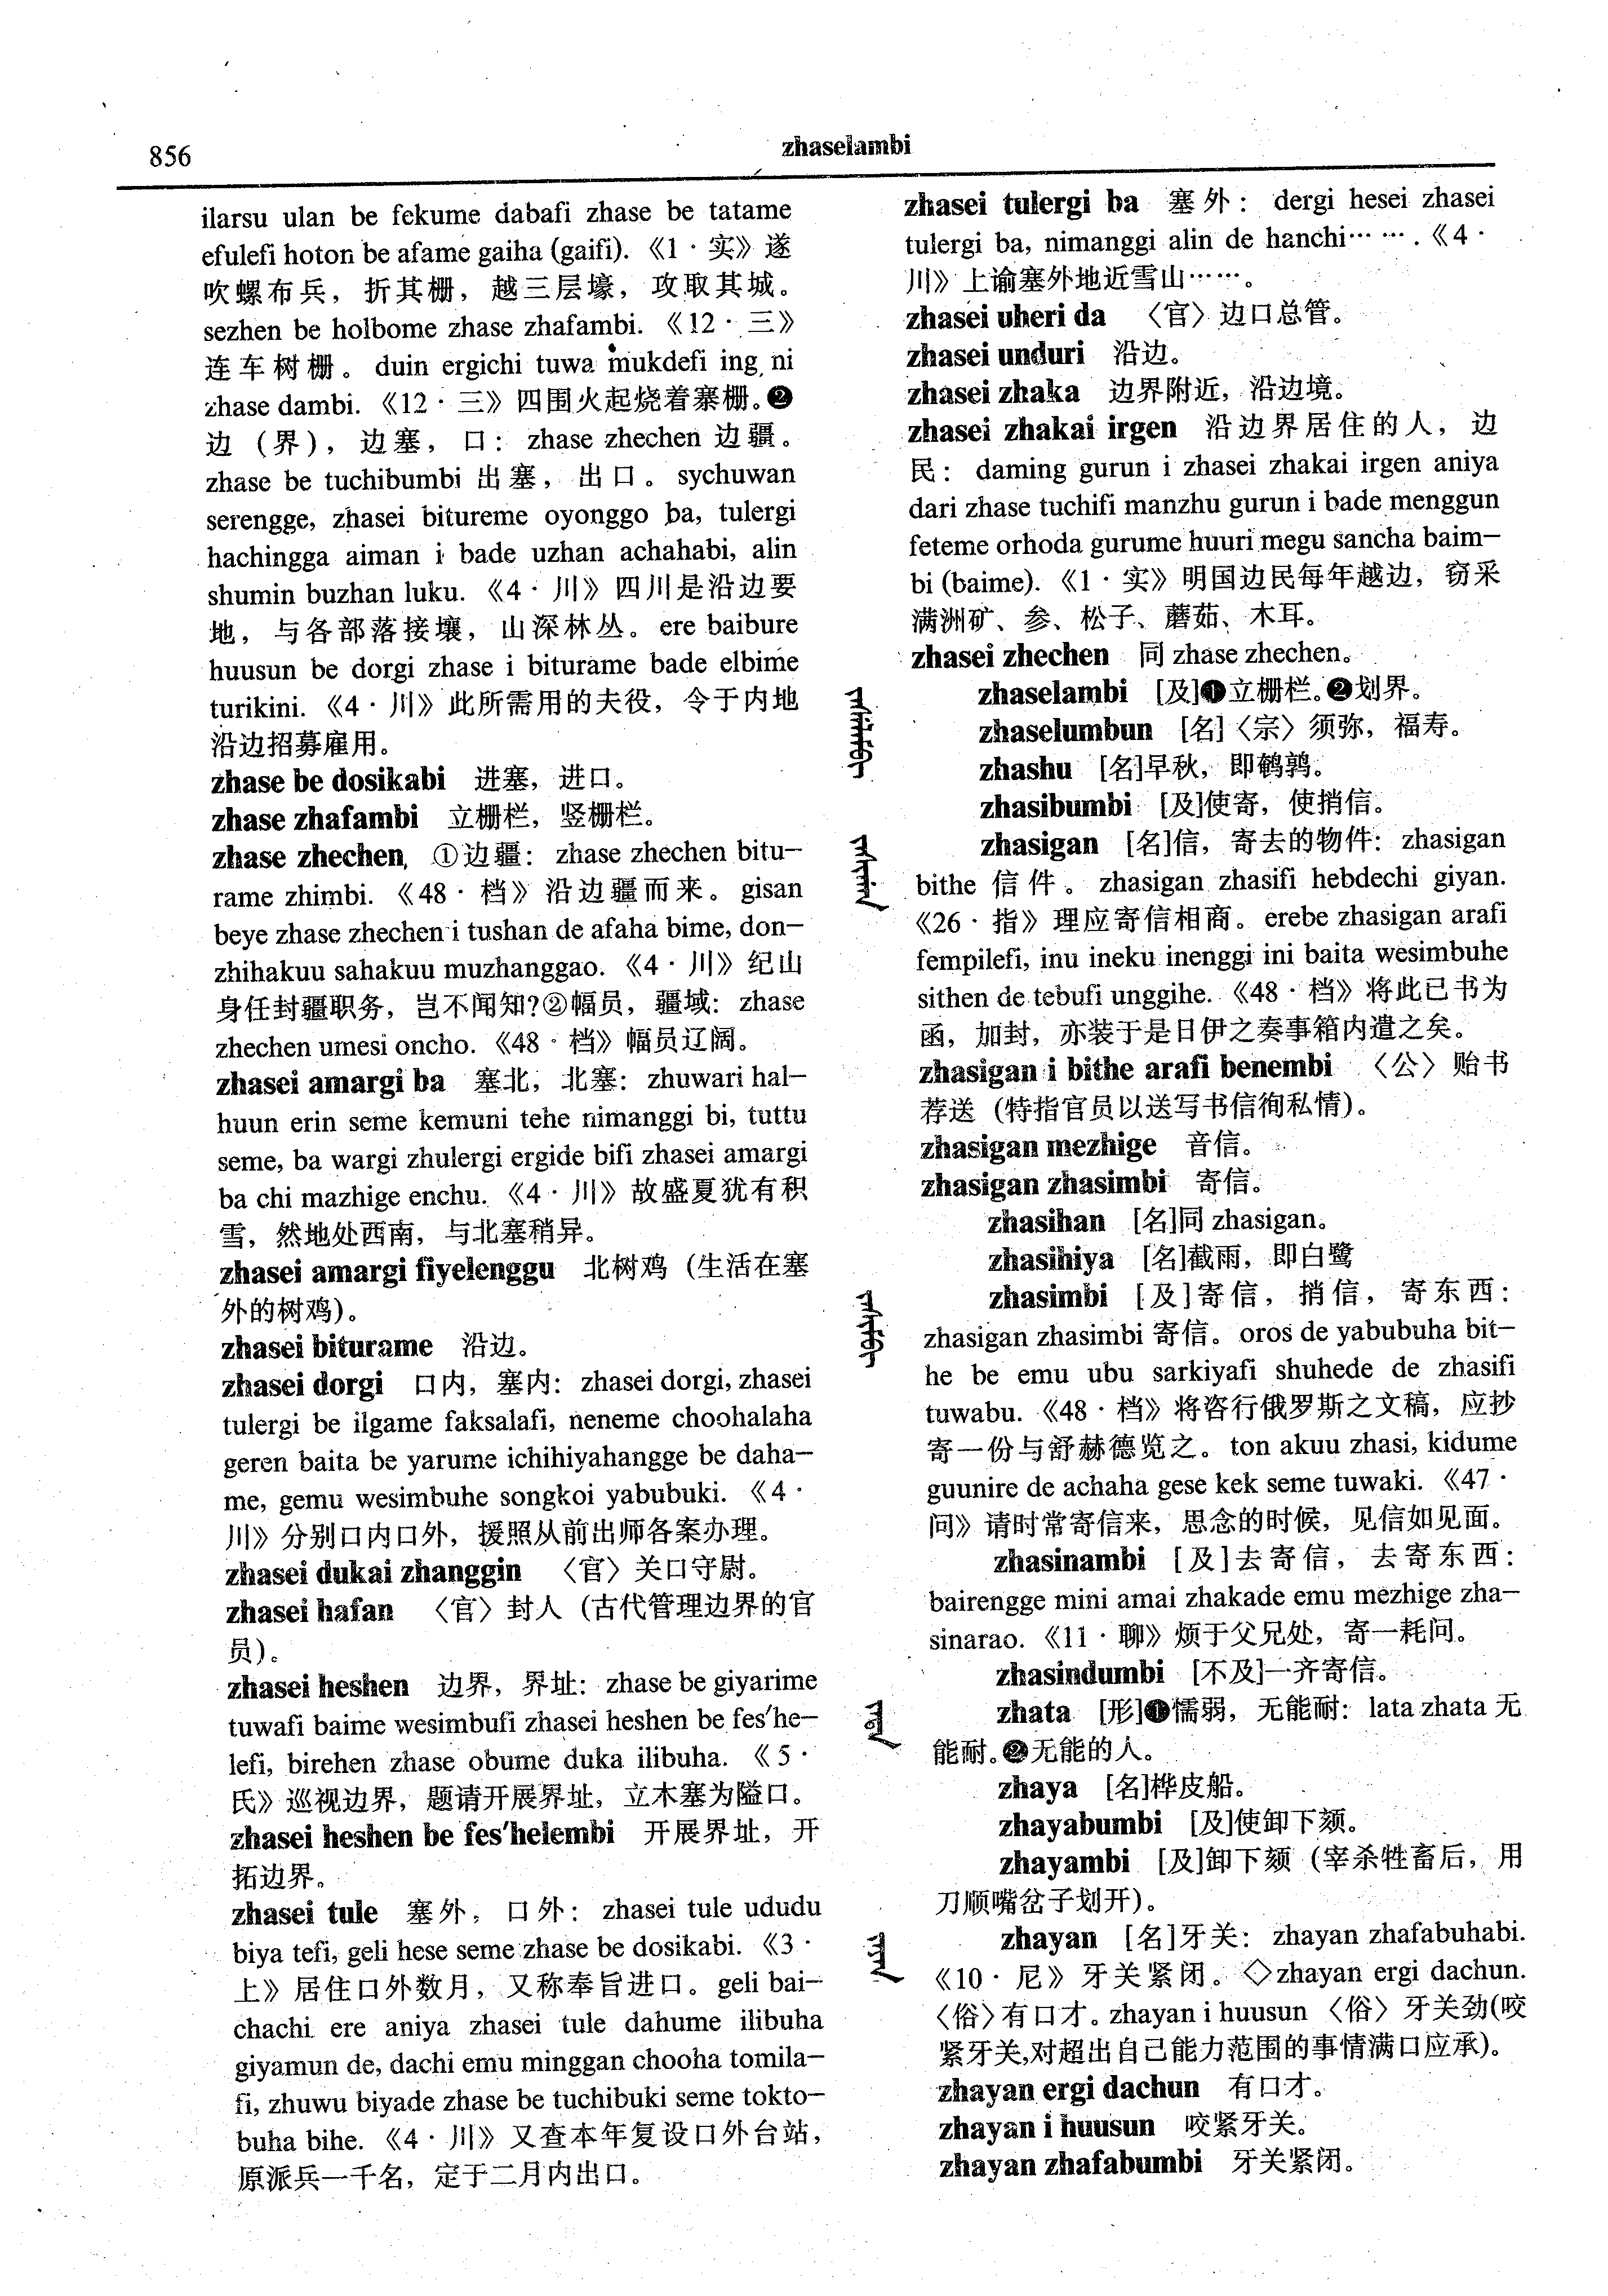 856
zhaselambi
ilarsu ulan be fekume dabafi zhase be tatame
efulefi hoton be afame gaiha (gaifi).《1·实》遂
吹螺布兵，折其栅，越三层壕，攻取其城。
sezhen be holbome zhase zhafambi.《12·三》
连车树栅。duin ergichi tuwa mukdefi ing ni
zhase dambi.《12·三》四围火起烧着寨栅。❷
边（界），边塞，口：zhase zhechen 边疆。
zhase be tuchibumbi 出塞，出口。sychuwan
serengge, zhasei bitureme oyonggo ba, tulergi
hachingga aiman i bade uzhan achahabi, alin
shumin buzhan luku.《4·川》四川是沿边要
地，与各部落接壤，山深林丛。ere baibure
huusun be dorgi zhase i biturame bade elbime
turikini.《4·川》此所需用的夫役，令于内地
沿边招募雇用。
zhase be dosikabi 进塞，进口。
zhase zhafambi 立栅栏，竖栅栏。
zhase zhechen ①边疆：zhase zhechen bitu-
rame zhimbi.《48·档》沿边疆而来。gisan
beye zhase zhechen i tushan de afaha bime, don-
zhihakuu sahakuu muzhanggao.《4·川》纪山
身任封疆职务，岂不闻知?②幅员，疆域：zhase
zhechen umesi oncho.《48·档》幅员辽阔。
zhasei amargi ba 塞北，北塞：zhuwari hal-
huun erin seme kemuni tehe nimanggi bi, tuttu
seme, ba wargi zhulergi ergide bifi zhasei amargi
ba chi mazhige enchu.《4·川》故盛夏犹有积
雪，然地处西南，与北塞稍异。
zhasei amargi fiyelenggu 北树鸡（生活在塞
外的树鸡）。
zhasei biturame 沿边。
zhasei dorgi 口内，塞内：zhasei dorgi, zhasei
tulergi be ilgame faksalafi, neneme choohalaha
geren baita be yarume ichihiyahangge be daha-
me, gemu wesimbuhe songkoi yabubuki.《4·
川》分别口内口外，援照从前出师各案办理。
zhasei dukai zhanggin 〈官〉关口守尉。
zhasei hafan 〈官〉封人（古代管理边界的官
员）。
zhasei heshen 边界，界址：zhase be giyarime
tuwafi baime wesimbufi zhasei heshen be fes'he-
lefi, birehen zhase obume duka ilibuha.《5·
氏》巡视边界，题请开展界址，立木塞为隘口。
zhasei heshen be fes'helembi 开展界址，开
拓边界。
zhasei tule 塞外，口外：zhasei tule ududu
biya tefi, geli hese seme zhase be dosikabi.《3·
上》居住口外数月，又称奉旨进口。geli bai-
chachi ere aniya zhasei tule dahume ilibuha
giyamun de, dachi emu minggan chooha tomila-
fi, zhuwu biyade zhase be tuchibuki seme tokto-
buha bihe.《4·川》又查本年复设口外台站，
原派兵一千名，定于二月内出口。
zhasei tulergi ba 塞外：dergi hesei zhasei
tulergi ba, nimanggi alin de hanchi…….《4·
川》上谕塞外地近雪山……。
zhasei uheri da 〈官〉边口总管。
zhasei unduri 沿边。
zhasei zhaka 边界附近，沿边境。
zhasei zhakai irgen 沿边界居住的人，边
民：daming gurun i zhasei zhakai irgen aniya
dari zhase tuchifi manzhu gurun i bade menggun
feteme orhoda gurume huuri megu sancha baim-
bi (baime).《1·实》明国边民每年越边，窃采
满洲矿、参、松子、蘑茹、木耳。
zhasei zhechen 同 zhase zhechen。
zhaselambi [及]❶立栅栏。❷划界。
zhaselumbun [名]〈宗〉须弥，福寿。
zhashu [名]早秋，即鹌鹑。
zhasibumbi [及]使寄，使捎信。
zhasigan [名]信，寄去的物件：zhasigan
bithe 信件。zhasigan zhasifi hebdechi giyan.
《26·指》理应寄信相商。erebe zhasigan arafi
fempilefi, inu ineku inenggi ini baita wesimbuhe
sithen de tebufi unggihe.《48·档》将此已书为
函，加封，亦装于是日伊之奏事箱内遣之矣。
zhasigan i bithe arafi benembi 〈公〉贻书
荐送（特指官员以送写书信徇私情）。
zhasigan mezhige 音信。
zhasigan zhasimbi 寄信。
zhasihan [名]同 zhasigan。
zhasihiya [名]截雨，即白鹭
zhasimbi [及]寄信，捎信，寄东西：
zhasigan zhasimbi 寄信。oros de yabubuha bit-
he be emu ubu sarkiyafi shuhede de zhasifi
tuwabu.《48·档》将咨行俄罗斯之文稿，应抄
寄一份与舒赫德览之。ton akuu zhasi, kidume
guunire de achaha gese kek seme tuwaki.《47·
问》请时常寄信来，思念的时候，见信如见面。
zhasinambi [及]去寄信，去寄东西：
bairengge mini amai zhakade emu mezhige zha-
sinarao.《11·聊》烦于父兄处，寄一耗问。
zhasindumbi [不及]一齐寄信。
zhata [形]❶懦弱，无能耐：lata zhata 无
能耐。❷无能的人。
zhaya [名]桦皮船。
zhayabumbi [及]使卸下颏。
zhayambi [及]卸下颏（宰杀牲畜后，用
刀顺嘴岔子划开）。
zhayan [名]牙关：zhayan zhafabuhabi.
《10·尼》牙关紧闭。◇zhayan ergi dachun.
〈俗〉有口才。zhayan i huusun 〈俗〉牙关劲(咬
紧牙关,对超出自己能力范围的事情满口应承)。
zhayan ergi dachun 有口才。
zhayan i huusun 咬紧牙关。
zhayan zhafabumbi 牙关紧闭。